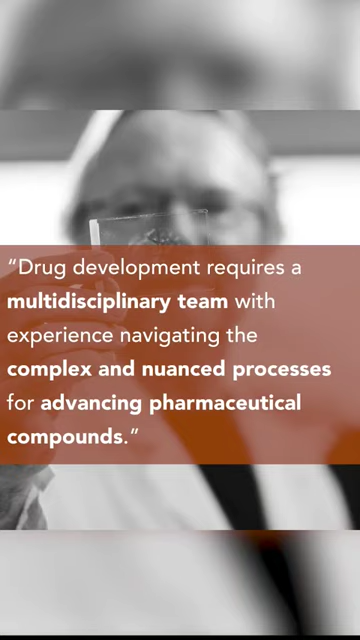 “Drug development requires a
multidisciplinary team with
experience navigating the
complex and nuanced processes
for advancing pharmaceutical
compounds.”